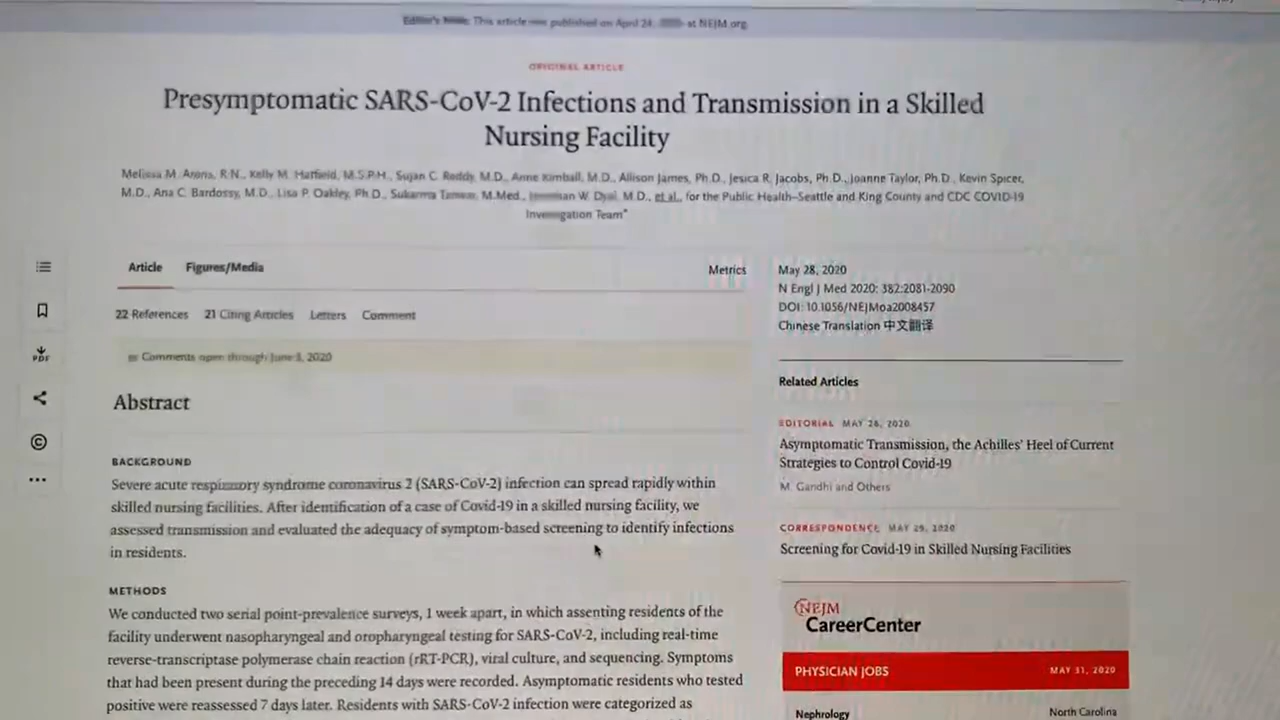 Editor's Note: This article was published on April 24, at NEJM.org.
ORIGINAL ARTICLE
Presymptomatic SARS-CoV-2 Infections and Transmission in a Skilled
Nursing Facility
Melissa M. Arons, R.N., Kelly M. Hatfield, M.S.P.H., Sujan C. Reddy, M.D., Anne Kimball, M.D., Allison James, Ph.D., Jesica R. Jacobs, Ph.D., Joanne Taylor, Ph.D., Kevin Spicer,
M.D., Ana C. Bardossy, M.D., Lisa P. Oakley, Ph.D., Sukarma Tanwar, M.Med., W. Dyal, M.D., et al., for the Public Health–Seattle and King County and CDC COVID-19
Investigation Team*
Article Figures/Media
Metrics
22 References 21 Citing Articles Letters Comment
Comments open through June 3, 2020
PDF
Abstract
BACKGROUND
Severe acute respiratory syndrome coronavirus 2 (SARS-CoV-2) infection can spread rapidly within
skilled nursing facilities. After identification of a case of Covid-19 in a skilled nursing facility, we
assessed transmission and evaluated the adequacy of symptom-based screening to identify infections
in residents.
METHODS
We conducted two serial point-prevalence surveys, 1 week apart, in which assenting residents of the
facility underwent nasopharyngeal and oropharyngeal testing for SARS-CoV-2, including real-time
reverse-transcriptase polymerase chain reaction (rRT-PCR), viral culture, and sequencing. Symptoms
that had been present during the preceding 14 days were recorded. Asymptomatic residents who tested
positive were reassessed 7 days later. Residents with SARS-CoV-2 infection were categorized as
May 28, 2020
N Engl J Med 2020; 382:2081-2090
DOI: 10.1056/NEJMoa2008457
Chinese Translation 中文翻译
Related Articles
EDITORIAL MAY 28, 2020
Asymptomatic Transmission, the Achilles' Heel of Current
Strategies to Control Covid-19
M. Gandhi and Others
CORRESPONDENCE MAY 29, 2020
Screening for Covid-19 in Skilled Nursing Facilities
NEJM
CareerCenter
PHYSICIAN JOBS MAY 31, 2020
Nephrology North Carolina